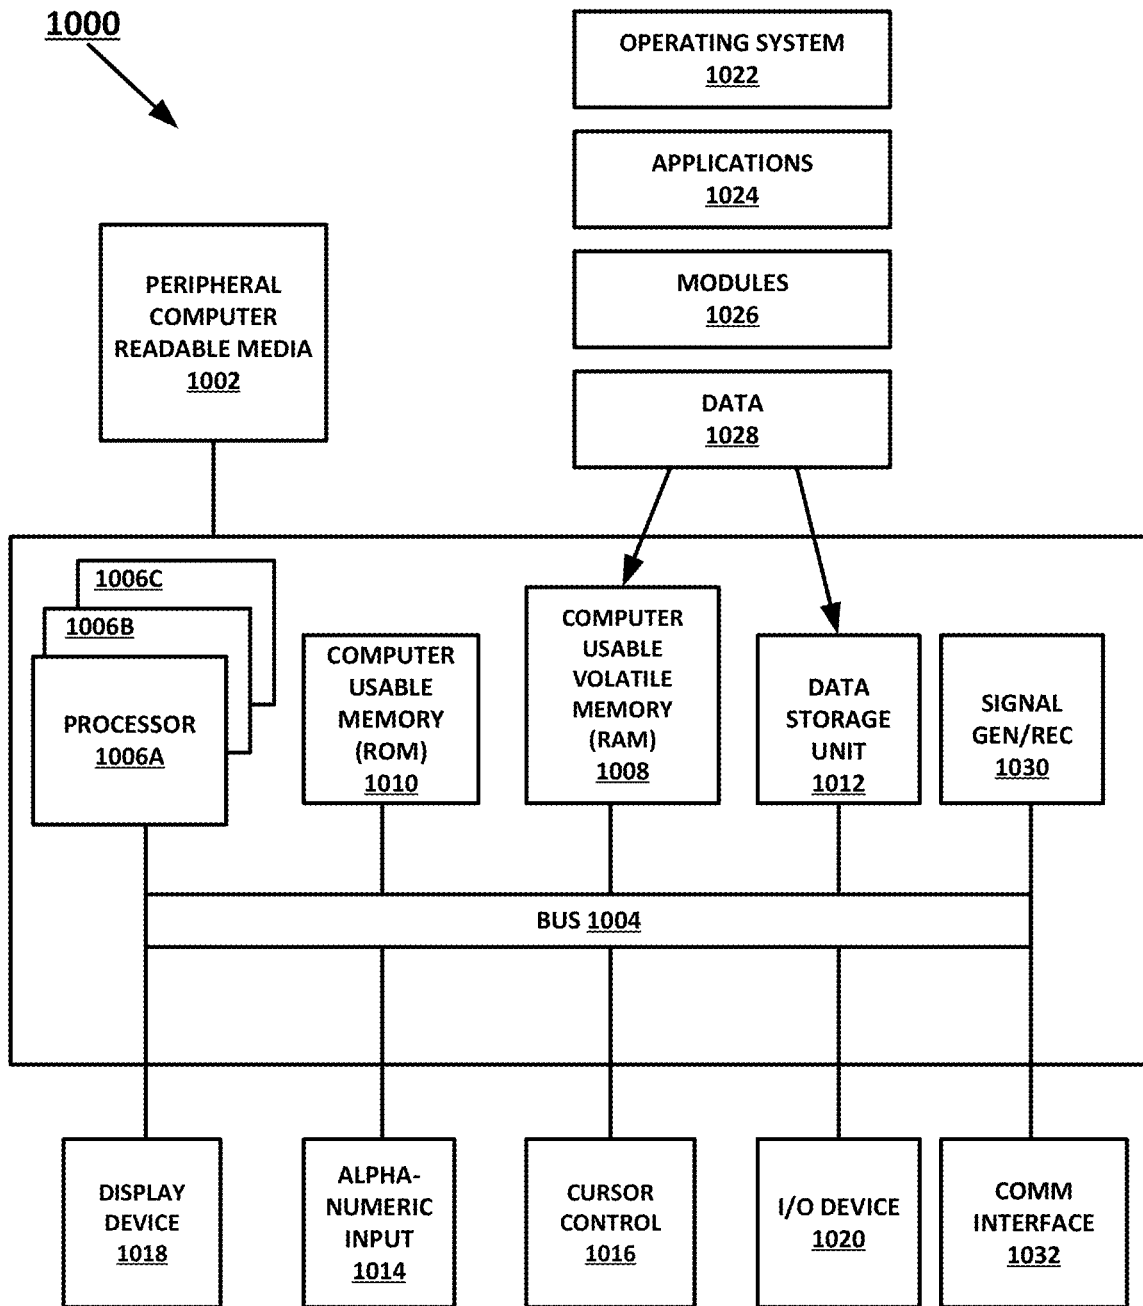 1000
OPERATING SYSTEM
1022
APPLICATIONS
1024
MODULES
1026
DATA
1028
PERIPHERAL
COMPUTER
READABLE MEDIA
1002
1006C
1006B
PROCESSOR
1006A
COMPUTER
USABLE
MEMORY
(ROM)
1010
COMPUTER
USABLE
VOLATILE
MEMORY
(RAM)
1008
DATA
STORAGE
UNIT
1012
SIGNAL
GEN/REC
1030
BUS 1004
DISPLAY
DEVICE
1018
ALPHA-
NUMERIC
INPUT
1014
CURSOR
CONTROL
1016
I/O DEVICE
1020
COMM
INTERFACE
1032